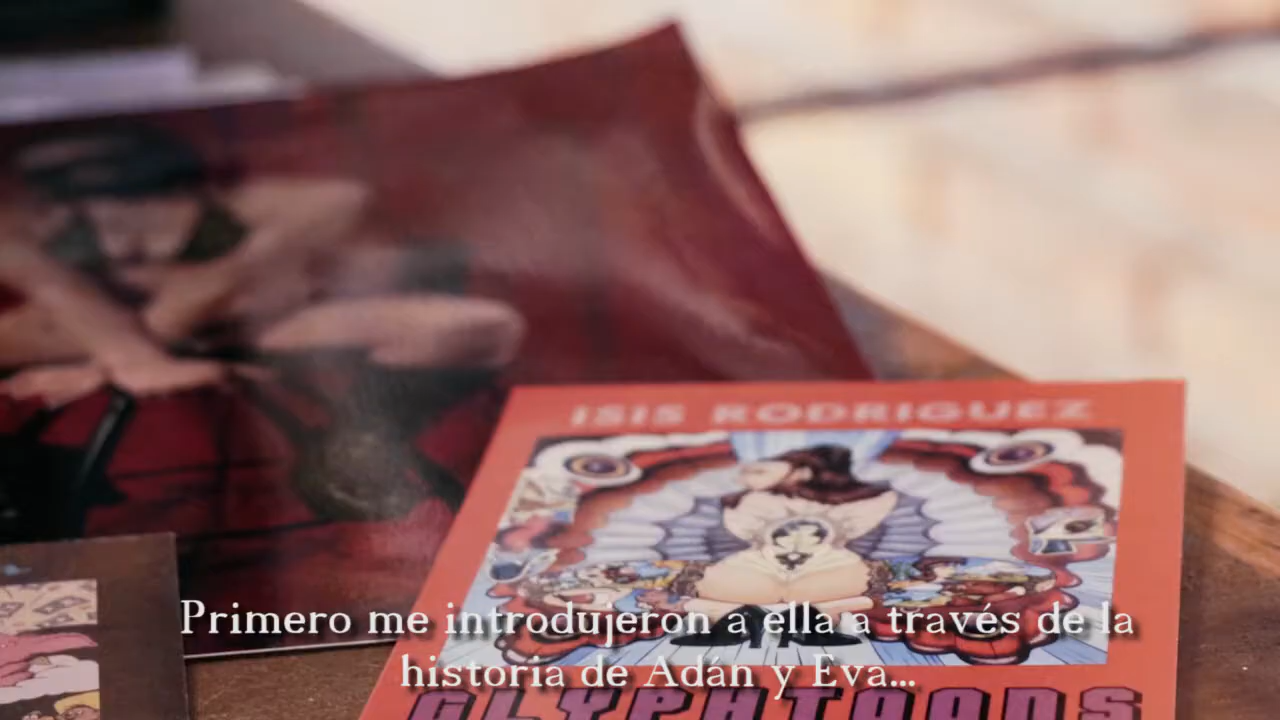 ISIS RODRIGUEZ
Primero me introdujeron a ella a través de la
historia de Adán y Eva...
GLYPHTOONS